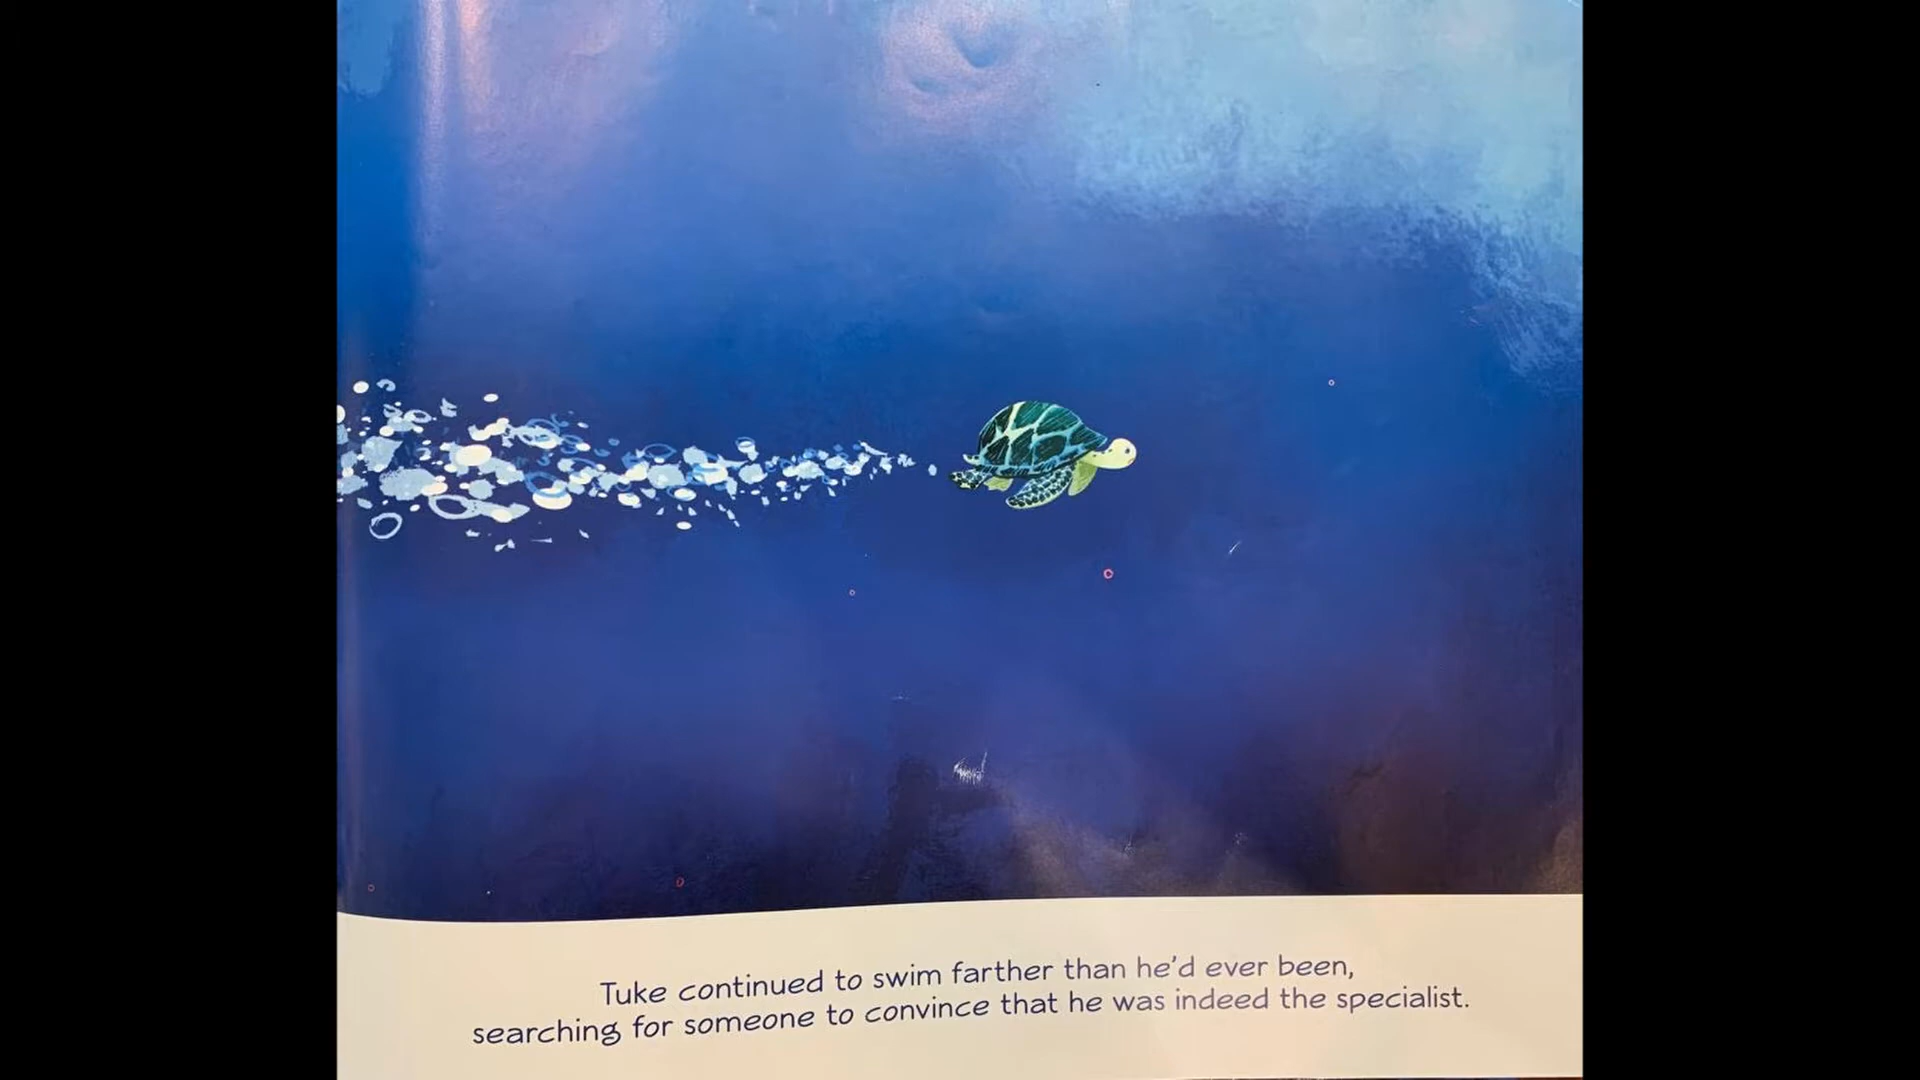 Tuke continued to swim farther than he'd ever been,
searching for someone to convince that he was indeed the specialist.